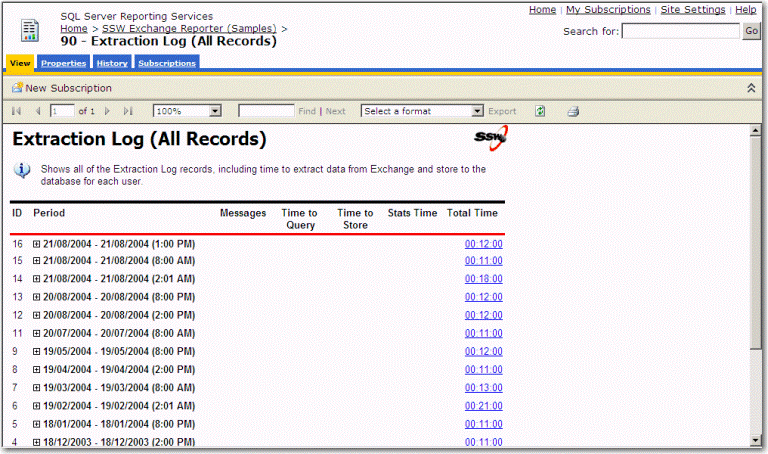 SQL Server Reporting Services
Home | My Subscriptions | Site Settings | Help
Home > SSW Exchange Reporter (Samples) >
90 - Extraction Log (All Records)
Search for: Go
View Properties History Subscriptions
New Subscription
1 of 1 100% Find | Next Select a format Export
Extraction Log (All Records)
SSW
Shows all of the Extraction Log records, including time to extract data from Exchange and store to the
database for each user.
ID Period Messages Time to Query Time to Store Stats Time Total Time
16 21/08/2004 - 21/08/2004 (1:00 PM) 00:12:00
15 21/08/2004 - 21/08/2004 (8:00 AM) 00:11:00
14 21/08/2004 - 21/08/2004 (2:01 AM) 00:18:00
13 20/08/2004 - 20/08/2004 (8:00 PM) 00:12:00
12 20/08/2004 - 20/08/2004 (2:00 PM) 00:12:00
11 20/07/2004 - 20/07/2004 (8:00 AM) 00:11:00
9 19/05/2004 - 19/05/2004 (8:00 PM) 00:12:00
8 19/04/2004 - 19/04/2004 (2:00 PM) 00:11:00
7 19/03/2004 - 19/03/2004 (8:00 AM) 00:13:00
6 19/02/2004 - 19/02/2004 (2:01 AM) 00:21:00
5 18/01/2004 - 18/01/2004 (8:00 PM) 00:11:00
4 18/12/2003 - 18/12/2003 (2:00 PM) 00:11:00